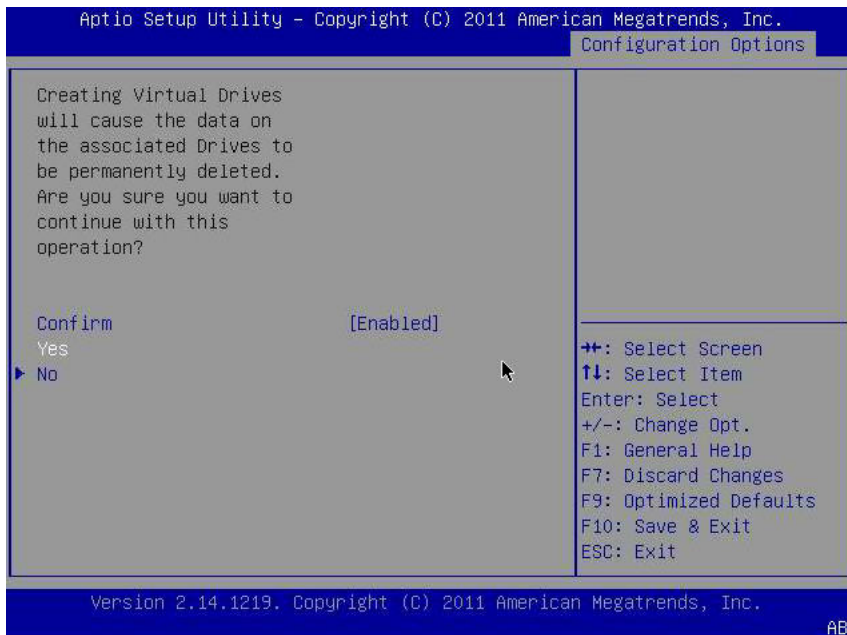 Aptio Setup Utility – Copyright (C) 2011 American Megatrends, Inc.
Configuration Options
Creating Virtual Drives
will cause the data on
the associated Drives to
be permanently deleted.
Are you sure you want to
continue with this
operation?
Confirm [Enabled]
Yes
No
→←: Select Screen
↑↓: Select Item
Enter: Select
+/-: Change Opt.
F1: General Help
F7: Discard Changes
F9: Optimized Defaults
F10: Save & Exit
ESC: Exit
Version 2.14.1219. Copyright (C) 2011 American Megatrends, Inc.
AB